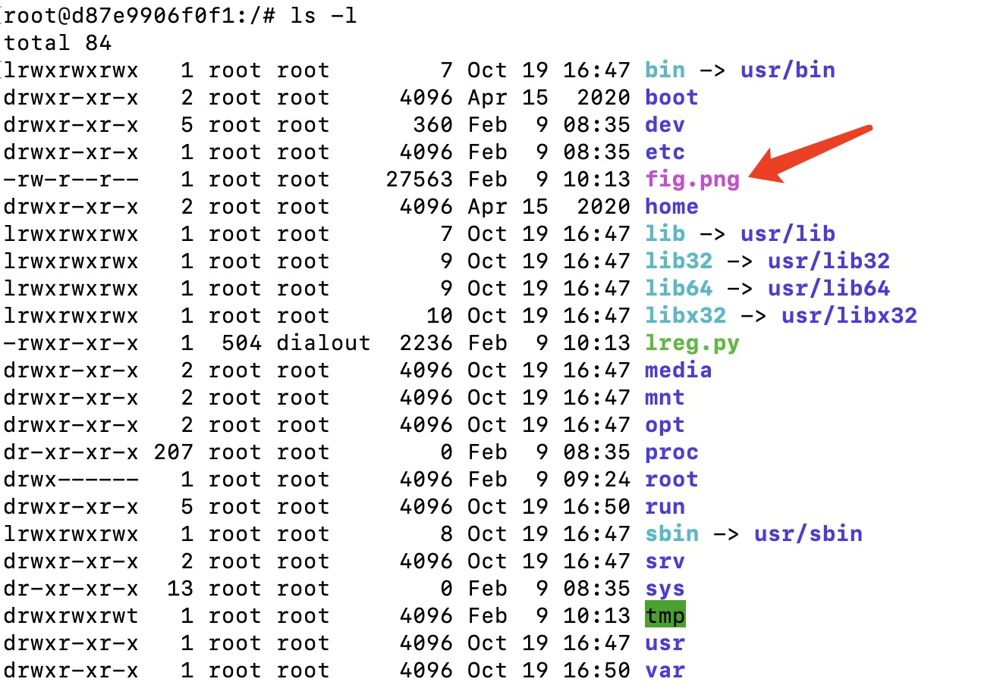 root@d87e9906f0f1:/# ls -l
total 84
lrwxrwxrwx   1 root root        7 Oct 19 16:47 bin -> usr/bin
drwxr-xr-x   2 root root     4096 Apr 15  2020 boot
drwxr-xr-x   5 root root      360 Feb  9 08:35 dev
drwxr-xr-x   1 root root     4096 Feb  9 08:35 etc
-rw-r--r--   1 root root    27563 Feb  9 10:13 fig.png
drwxr-xr-x   2 root root     4096 Apr 15  2020 home
lrwxrwxrwx   1 root root        7 Oct 19 16:47 lib -> usr/lib
lrwxrwxrwx   1 root root        9 Oct 19 16:47 lib32 -> usr/lib32
lrwxrwxrwx   1 root root        9 Oct 19 16:47 lib64 -> usr/lib64
lrwxrwxrwx   1 root root       10 Oct 19 16:47 libx32 -> usr/libx32
-rwxr-xr-x   1  504 dialout  2236 Feb  9 10:13 lreg.py
drwxr-xr-x   2 root root     4096 Oct 19 16:47 media
drwxr-xr-x   2 root root     4096 Oct 19 16:47 mnt
drwxr-xr-x   2 root root     4096 Oct 19 16:47 opt
dr-xr-xr-x 207 root root        0 Feb  9 08:35 proc
drwx------   1 root root     4096 Feb  9 09:24 root
drwxr-xr-x   5 root root     4096 Oct 19 16:50 run
lrwxrwxrwx   1 root root        8 Oct 19 16:47 sbin -> usr/sbin
drwxr-xr-x   2 root root     4096 Oct 19 16:47 srv
dr-xr-xr-x  13 root root        0 Feb  9 08:35 sys
drwxrwxrwt   1 root root     4096 Feb  9 10:13 tmp
drwxr-xr-x   1 root root     4096 Oct 19 16:47 usr
drwxr-xr-x   1 root root     4096 Oct 19 16:50 var